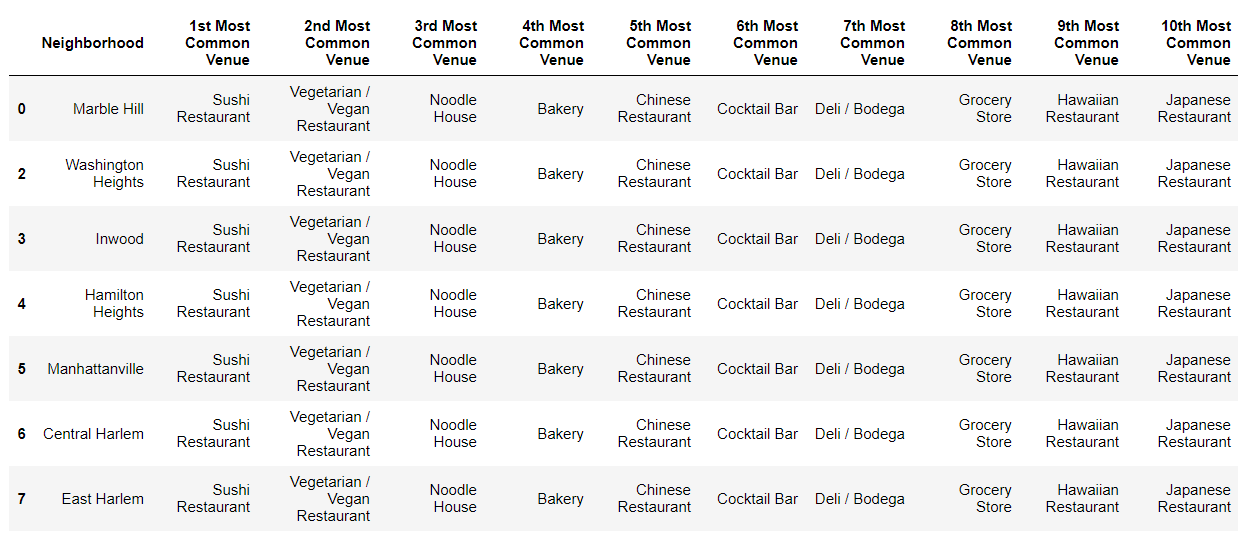 Neighborhood 1st Most Common Venue 2nd Most Common Venue 3rd Most Common Venue 4th Most Common Venue 5th Most Common Venue 6th Most Common Venue 7th Most Common Venue 8th Most Common Venue 9th Most Common Venue 10th Most Common Venue
0 Marble Hill Sushi Restaurant Vegetarian / Vegan Restaurant Noodle House Bakery Chinese Restaurant Cocktail Bar Deli / Bodega Grocery Store Hawaiian Restaurant Japanese Restaurant
2 Washington Heights Sushi Restaurant Vegetarian / Vegan Restaurant Noodle House Bakery Chinese Restaurant Cocktail Bar Deli / Bodega Grocery Store Hawaiian Restaurant Japanese Restaurant
3 Inwood Sushi Restaurant Vegetarian / Vegan Restaurant Noodle House Bakery Chinese Restaurant Cocktail Bar Deli / Bodega Grocery Store Hawaiian Restaurant Japanese Restaurant
4 Hamilton Heights Sushi Restaurant Vegetarian / Vegan Restaurant Noodle House Bakery Chinese Restaurant Cocktail Bar Deli / Bodega Grocery Store Hawaiian Restaurant Japanese Restaurant
5 Manhattanville Sushi Restaurant Vegetarian / Vegan Restaurant Noodle House Bakery Chinese Restaurant Cocktail Bar Deli / Bodega Grocery Store Hawaiian Restaurant Japanese Restaurant
6 Central Harlem Sushi Restaurant Vegetarian / Vegan Restaurant Noodle House Bakery Chinese Restaurant Cocktail Bar Deli / Bodega Grocery Store Hawaiian Restaurant Japanese Restaurant
7 East Harlem Sushi Restaurant Vegetarian / Vegan Restaurant Noodle House Bakery Chinese Restaurant Cocktail Bar Deli / Bodega Grocery Store Hawaiian Restaurant Japanese Restaurant